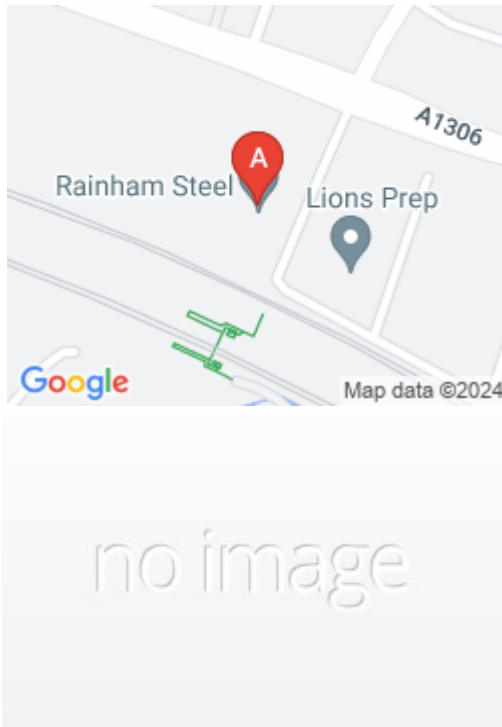 A1306
A
Rainham Steel
Lions Prep
Google
Map data ©2024
no image